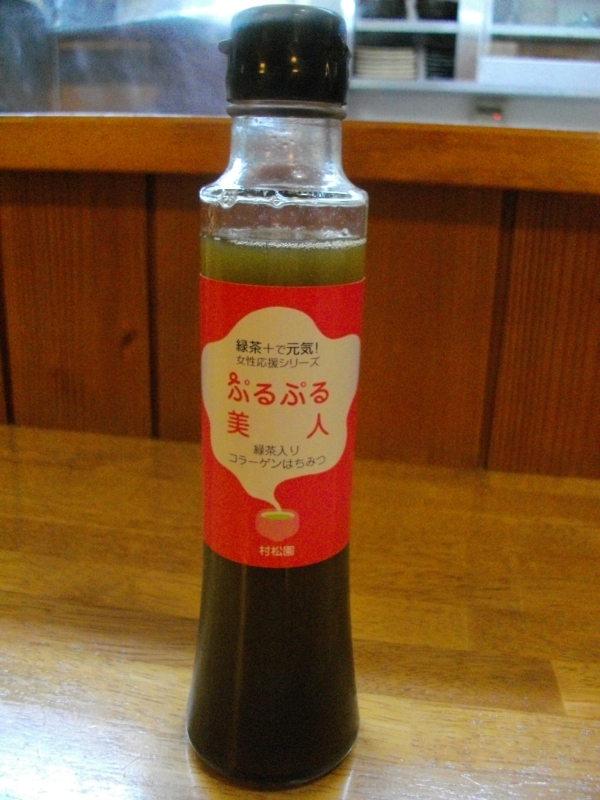 緑茶＋で元気!
女性応援シリーズ
ぷるぷる
美人
緑茶入り
コラーゲンはちみつ
村松園